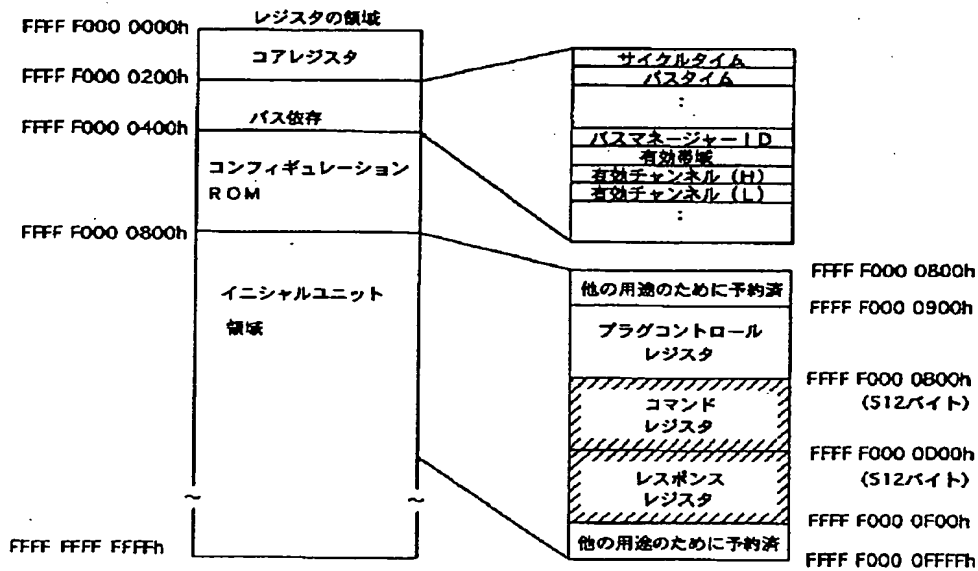 レジスタの領域
FFFF F000 0000h
コアレジスタ
FFFF F000 0200h
バス依存
FFFF F000 0400h
コンフィギュレーション
ROM
FFFF F000 0800h
イニシャルユニット
領域
~
~
FFFF FFFF FFFFh
サイクルタイム
バスタイム
:
バスマネージャーID
有効帯域
有効チャンネル(H)
有効チャンネル(L)
:
FFFF F000 0800h
他の用途のために予約済
FFFF F000 0900h
プラグコントロール
レジスタ
FFFF F000 0B00h
(512バイト)
コマンド
レジスタ
FFFF F000 0D00h
(512バイト)
レスポンス
レジスタ
FFFF F000 0F00h
他の用途のために予約済
FFFF F000 0FFFFh